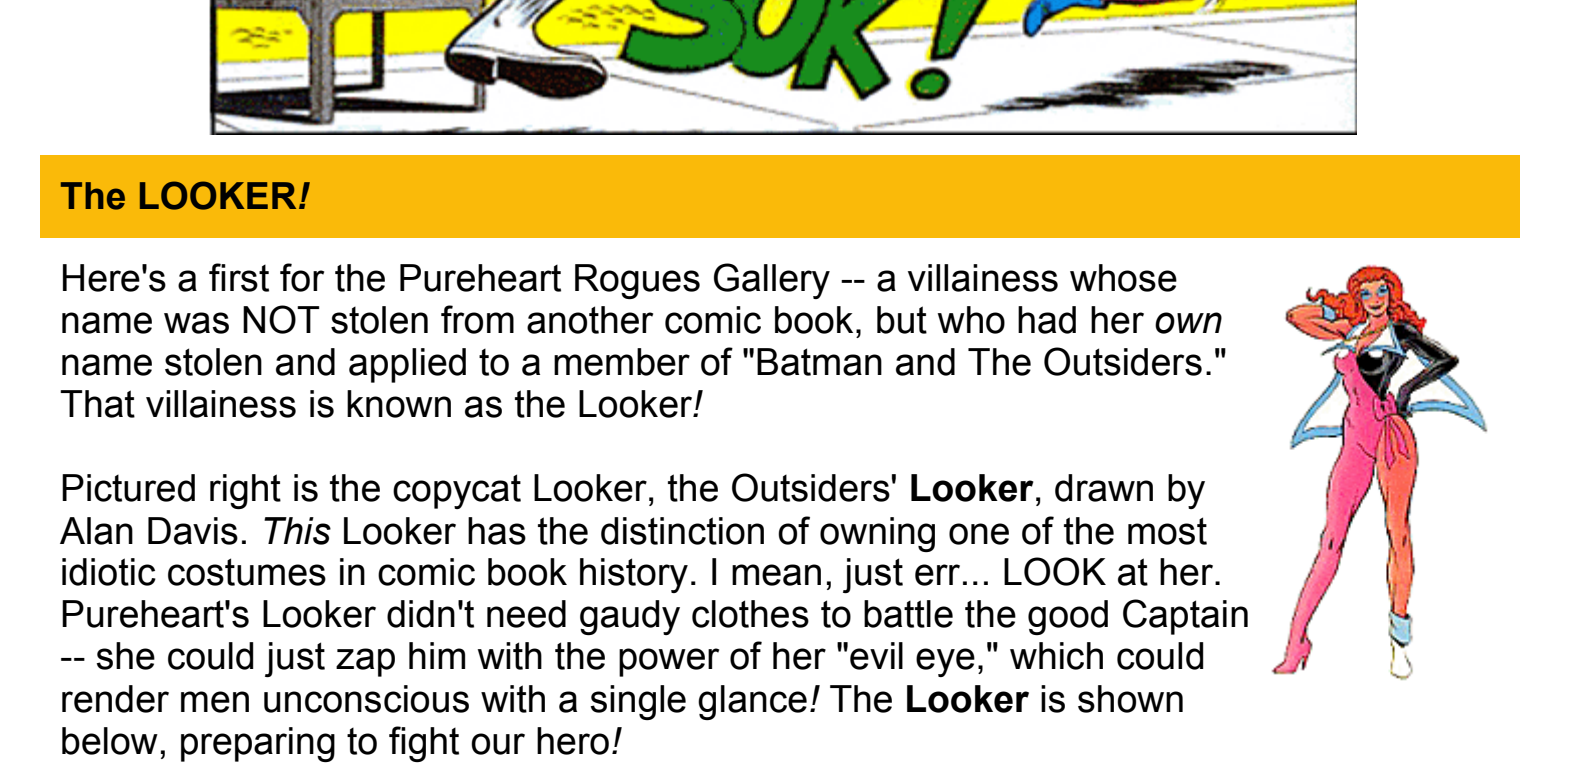 SOK!
The LOOKER!
Here's a first for the Pureheart Rogues Gallery -- a villainess whose
name was NOT stolen from another comic book, but who had her own
name stolen and applied to a member of "Batman and The Outsiders."
That villainess is known as the Looker!
Pictured right is the copycat Looker, the Outsiders' Looker, drawn by
Alan Davis. This Looker has the distinction of owning one of the most
idiotic costumes in comic book history. I mean, just err... LOOK at her.
Pureheart's Looker didn't need gaudy clothes to battle the good Captain
-- she could just zap him with the power of her "evil eye," which could
render men unconscious with a single glance! The Looker is shown
below, preparing to fight our hero!